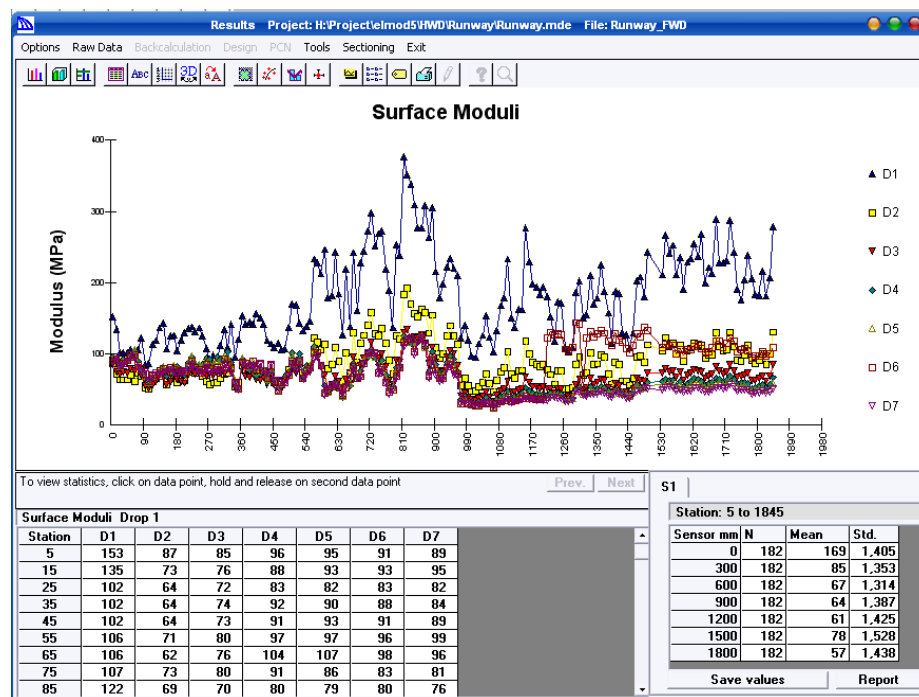 Results Project: H:\Project\elmod5\HWD\Runway\Runway.mde File: Runway_FWD
Options Raw Data Backcalculation Design PCN Tools Sectioning Exit
ABC 3D a A ?
Surface Moduli
Modulus (MPa)
400
300
200
100
0
0 90 180 270 360 460 540 630 720 810 900 990 1080 1170 1260 1360 1440 1530 1620 1710 1800 1890 1980
D1
D2
D3
D4
D5
D6
D7
To view statistics, click on data point, hold and release on second data point Prev. Next
S1
Surface Moduli Drop 1
Station D1 D2 D3 D4 D5 D6 D7
5 153 87 85 96 95 91 89
15 135 73 76 88 93 93 95
25 102 64 72 83 82 83 82
35 102 64 74 92 90 88 84
45 102 64 73 91 93 91 89
55 106 71 80 97 97 96 99
65 106 62 76 104 107 98 96
75 107 73 80 91 86 83 81
85 122 69 70 80 79 80 76
Station: 5 to 1845
Sensor mm N Mean Std.
0 182 169 1,405
300 182 85 1,353
600 182 67 1,314
900 182 64 1,387
1200 182 61 1,425
1500 182 78 1,528
1800 182 57 1,438
Save values Report